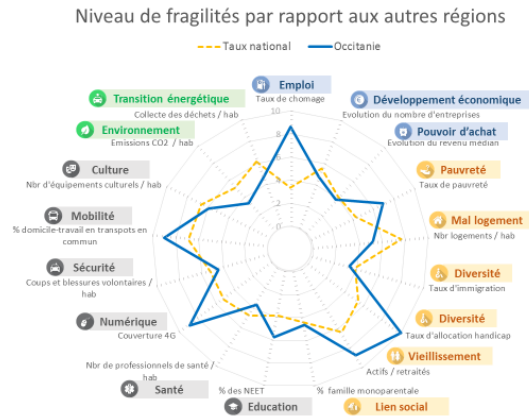 Niveau de fragilités par rapport aux autres régions
Taux national
Occitanie
Emploi
Taux de chomage
Développement économique
Evolution du nombre d'entreprises
Pouvoir d'achat
Evolution du revenu médian
Pauvreté
Taux de pauvreté
Mal logement
Nbr logements / hab
Diversité
Taux d'immigration
Diversité
Taux d'allocation handicap
Vieillissement
Actifs / retraités
Lien social
% famille monoparentale
Education
% des NEET
Santé
Nbr de professionnels de santé /
hab
Numérique
Couverture 4G
Sécurité
Coups et blessures volontaires /
hab
Mobilité
% domicile-travail en transpots en
commun
Culture
Nbr d'équipements culturels / hab
Environnement
Emissions CO2 / hab
Transition énergétique
Collecte des déchets / hab
10
8
6
4
2
0